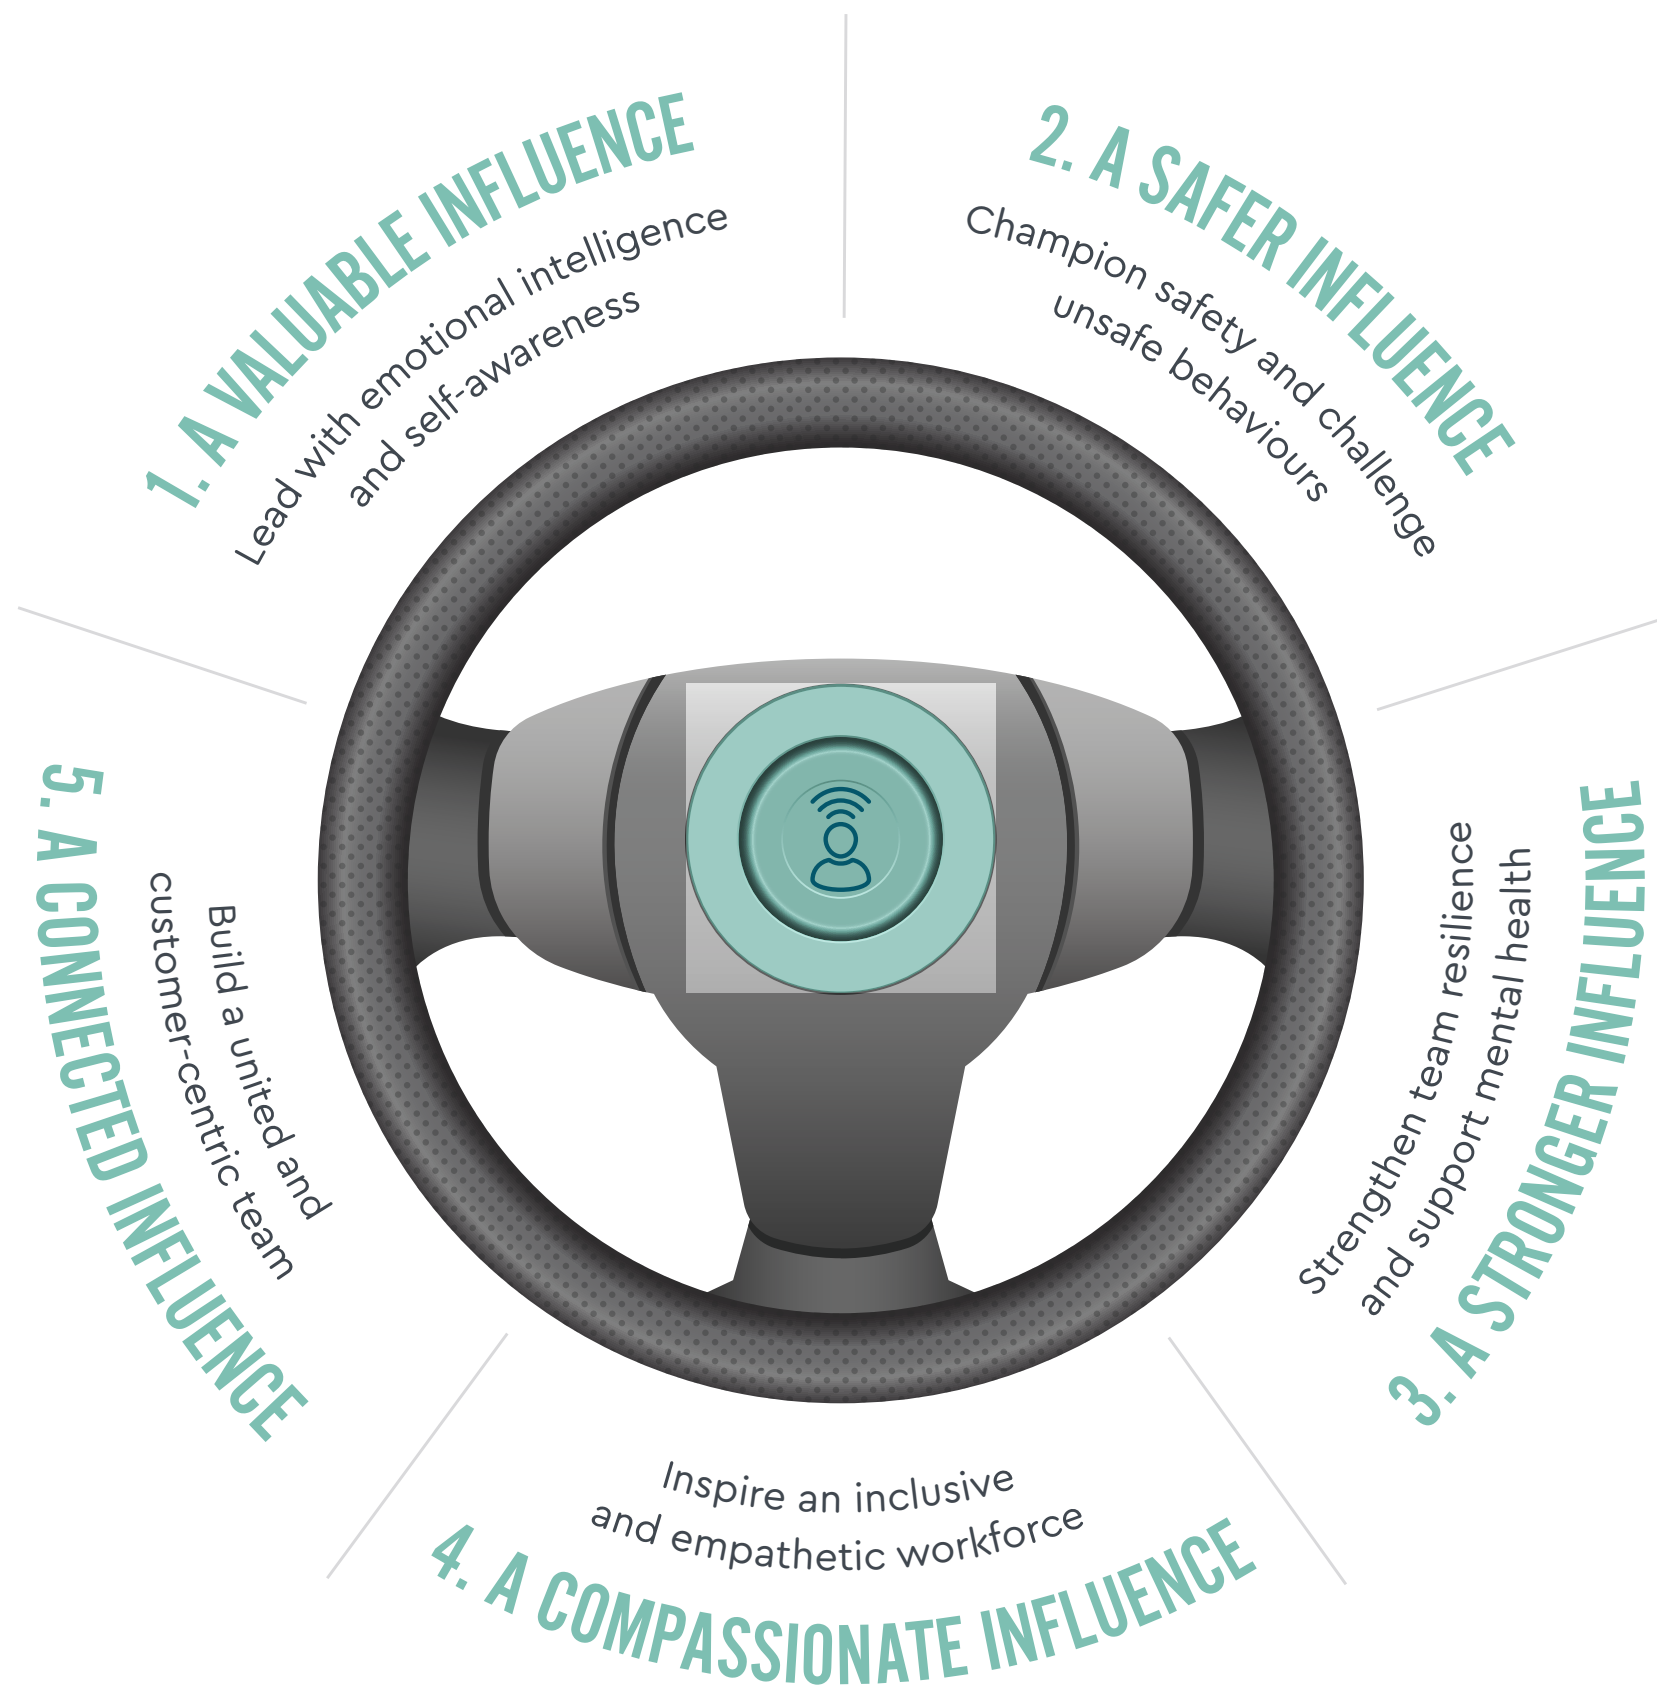 1. A VALUABLE INFLUENCE
Lead with emotional intelligence
and self-awareness
2. A SAFER INFLUENCE
Champion safety and challenge
unsafe behaviours
3. A STRONGER INFLUENCE
Strengthen team resilience
and support mental health
4. A COMPASSIONATE INFLUENCE
Inspire an inclusive
and empathetic workforce
5. A CONNECTED INFLUENCE
Build a united and
customer-centric team